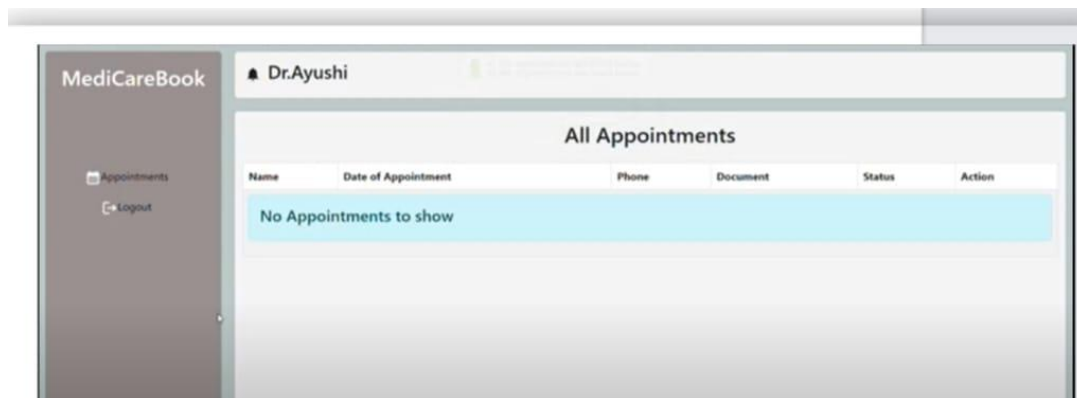 MediCareBook
Dr.Ayushi
All Appointments
Appointments
Logout
Name Date of Appointment Phone Document Status Action
No Appointments to show